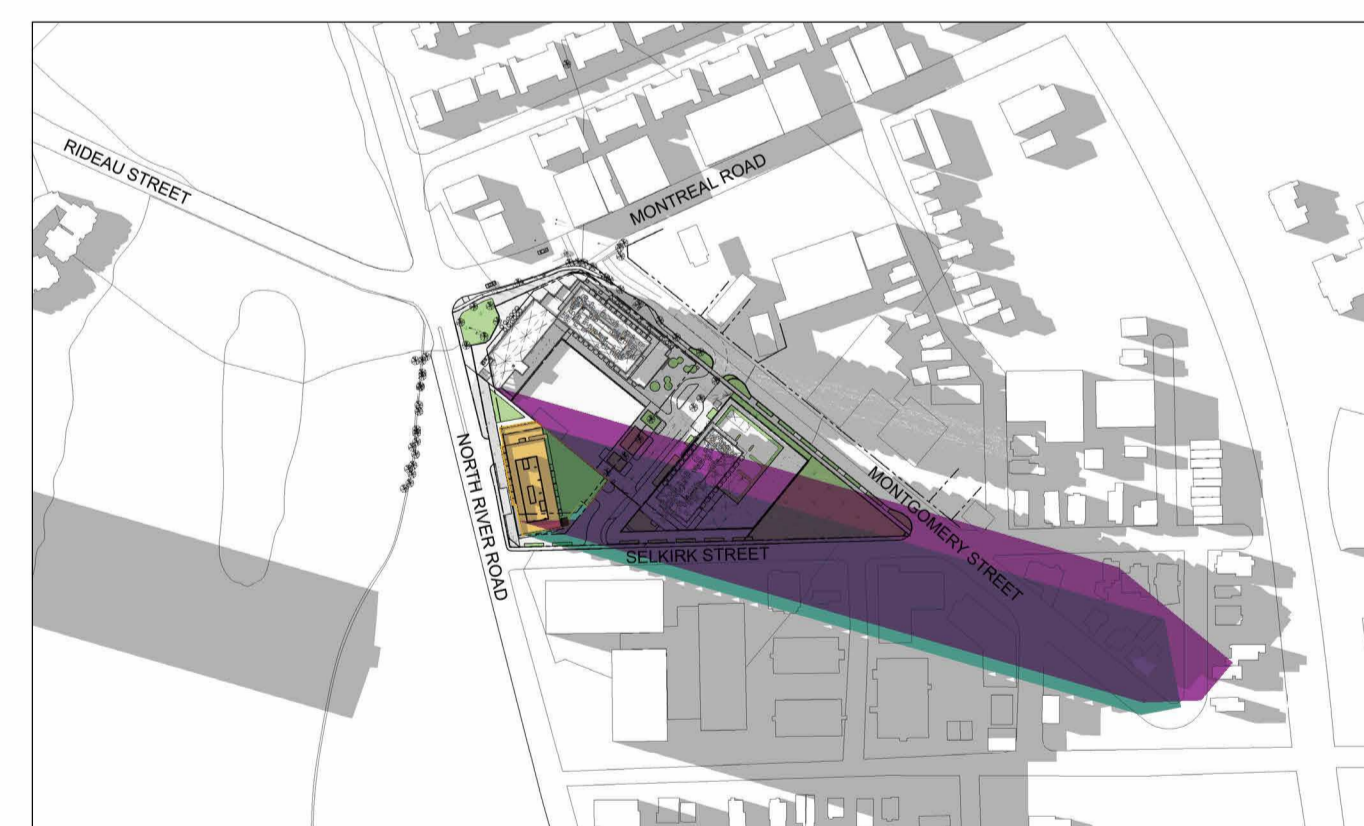 RIDEAU STREET
MONTREAL ROAD
NORTH RIVER ROAD
MONTGOMERY STREET
SELKIRK STREET